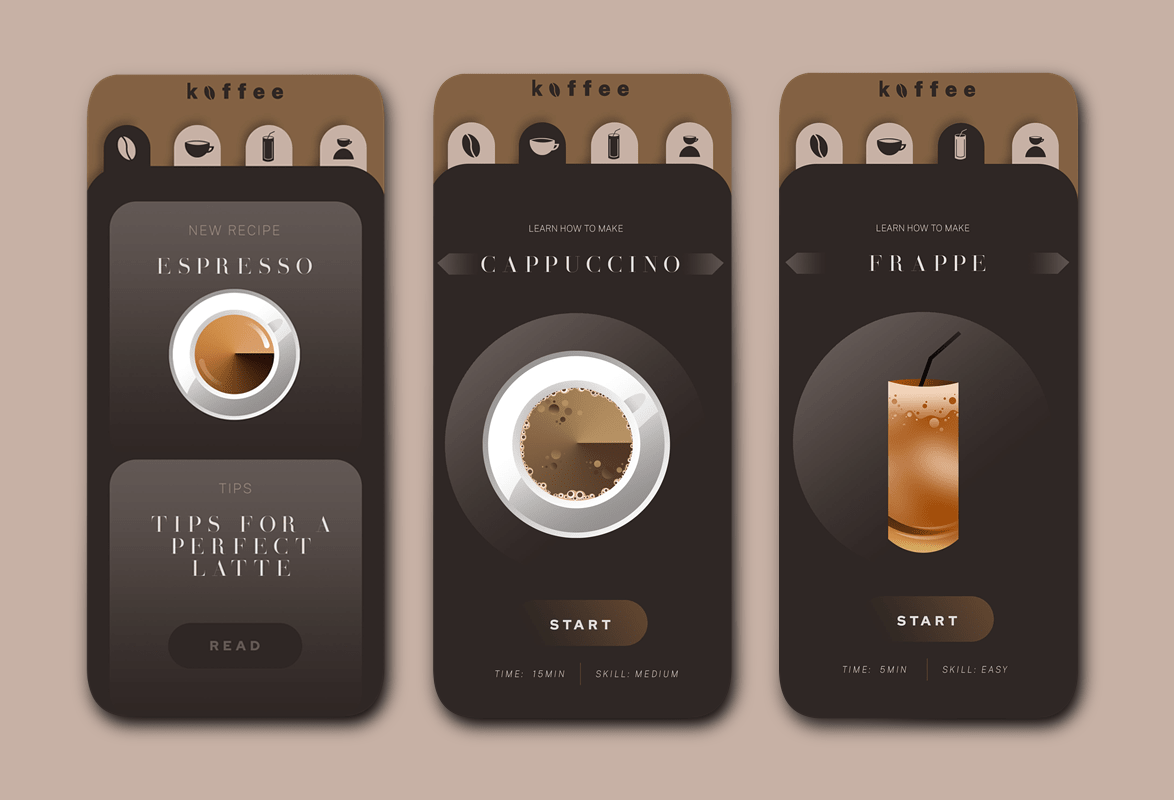 koffee
NEW RECIPE
ESPRESSO
TIPS
TIPS FOR A
PERFECT
LATTE
READ
koffee
LEARN HOW TO MAKE
CAPPUCCINO
START
TIME: 15MIN
SKILL: MEDIUM
koffee
LEARN HOW TO MAKE
FRAPPE
START
TIME: 5MIN
SKILL: EASY